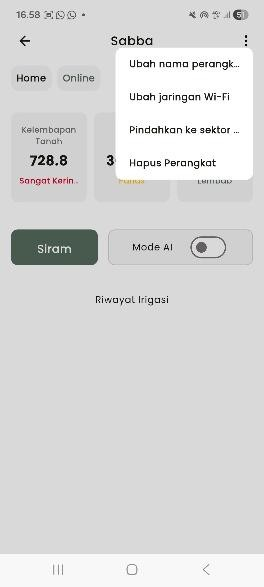 16.58
Sabba
Ubah nama perangk...
Ubah jaringan Wi-Fi
Pindahkan ke sektor ...
Hapus Perangkat
Home
Online
Kelembapan
Tanah
728.8
Sangat Kerin..
3
Panas
Lembab
Siram
Mode AI
Riwayat Irigasi